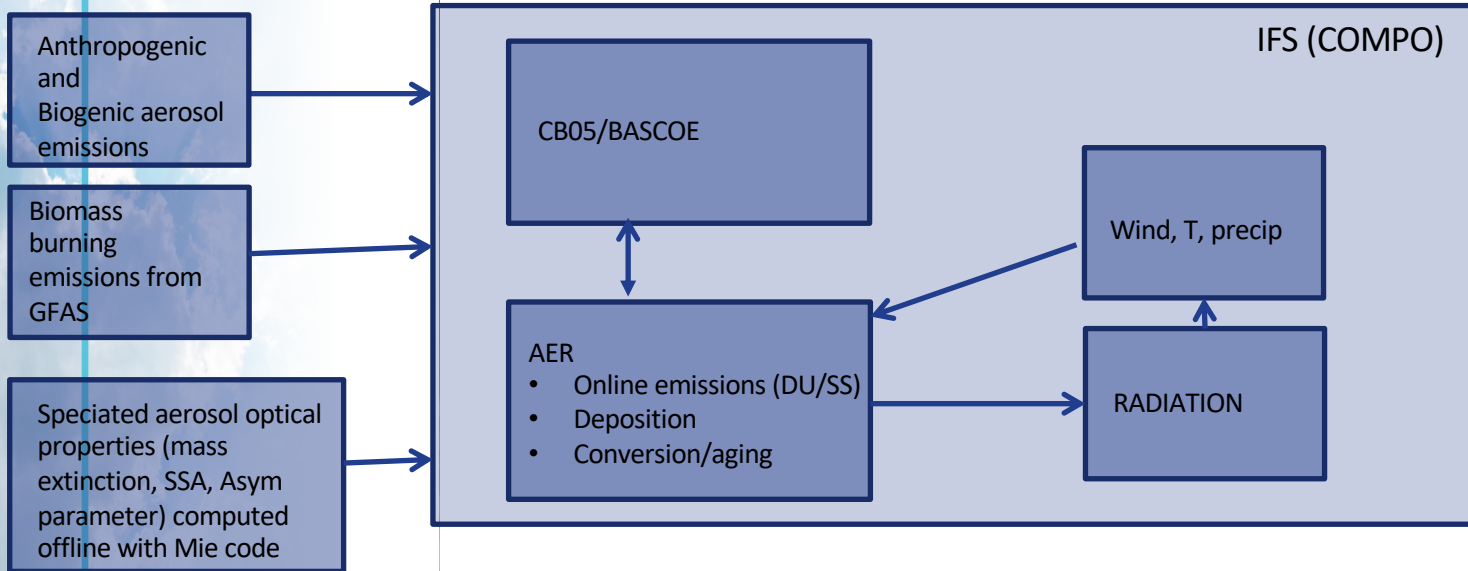 Anthropogenic
and
Biogenic aerosol
emissions
Biomass
burning
emissions from
GFAS
Speciated aerosol optical
properties (mass
extinction, SSA, Asym
parameter) computed
offline with Mie code
IFS (COMPO)
CB05/BASCOE
AER
• Online emissions (DU/SS)
• Deposition
• Conversion/aging
Wind, T, precip
RADIATION